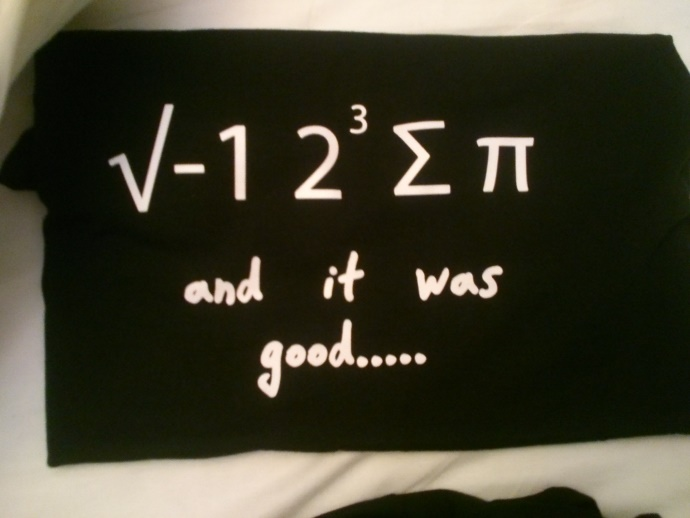 √-1 2³ Σ π
and it was
good.....